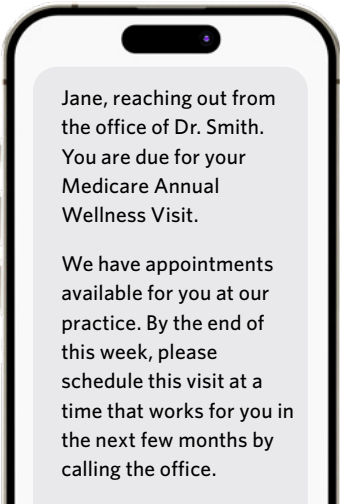 Jane, reaching out from
the office of Dr. Smith.
You are due for your
Medicare Annual
Wellness Visit.
We have appointments
available for you at our
practice. By the end of
this week, please
schedule this visit at a
time that works for you in
the next few months by
calling the office.